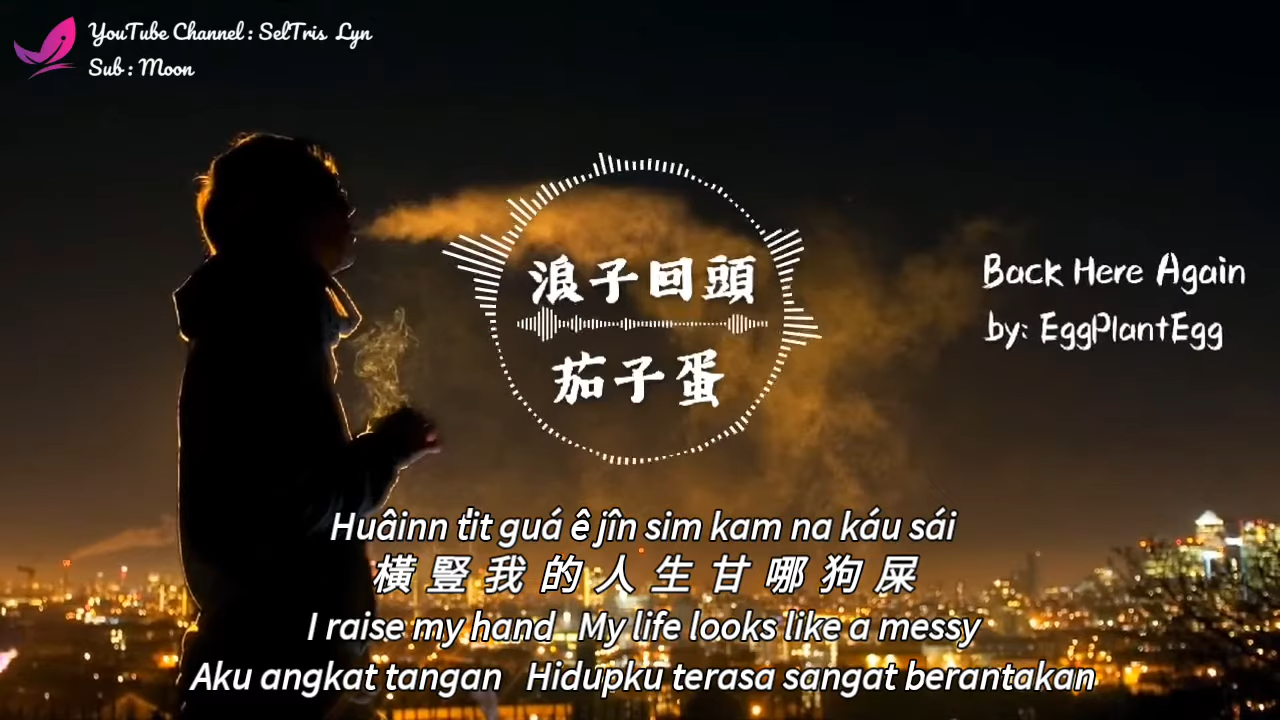 YouTube Channel : SelTris Lyn
Sub : Moon
浪子回頭
茄子蛋
Back Here Again
by: EggPlantEgg
Huâinn ti̍t guá ê jîn sim kam na káu sái
橫豎我的人生甘哪狗屎
I raise my hand My life looks like a messy
Aku angkat tangan Hidupku terasa sangat berantakan